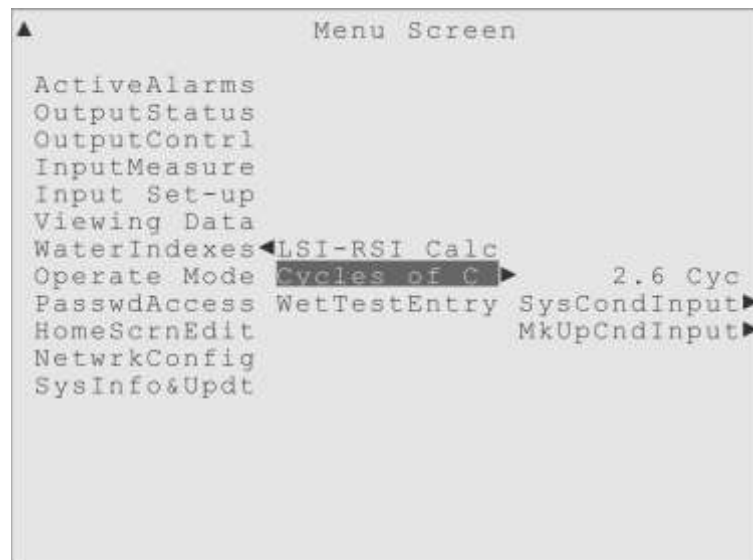 Menu Screen
ActiveAlarms
OutputStatus
OutputContrl
InputMeasure
Input Set-up
Viewing Data
WaterIndexes LSI-RSI Calc
Operate Mode Cycles of C 2.6 Cyc
PasswdAccess WetTestEntry SysCondInput
HomeScrnEdit MkUpCndInput
NetwrkConfig
SysInfo&Updt